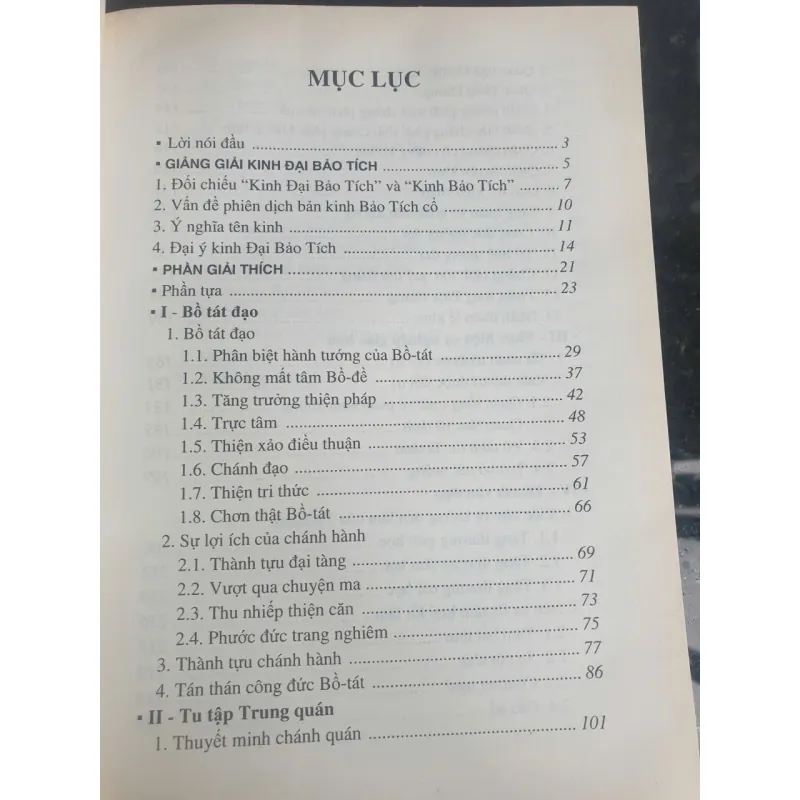 MỤC LỤC
▪ Lời nói đầu ........ 3
▪ GIẢNG GIẢI KINH ĐẠI BẢO TÍCH ........ 5
1. Đối chiếu “Kinh Đại Bảo Tích” và “Kinh Bảo Tích” ........ 7
2. Vấn đề phiên dịch bản kinh Bảo Tích cổ ........ 10
3. Ý nghĩa tên kinh ........ 11
4. Đại ý kinh Đại Bảo Tích ........ 14
▪ PHẦN GIẢI THÍCH ........ 21
▪ Phần tựa ........ 23
▪ I - Bồ tát đạo
1. Bồ tát đạo
1.1. Phân biệt hành tướng của Bồ-tát ........ 29
1.2. Không mất tâm Bồ-đề ........ 37
1.3. Tăng trưởng thiện pháp ........ 42
1.4. Trực tâm ........ 48
1.5. Thiện xảo điều thuận ........ 53
1.6. Chánh đạo ........ 57
1.7. Thiện tri thức ........ 61
1.8. Chơn thật Bồ-tát ........ 66
2. Sự lợi ích của chánh hành
2.1. Thành tựu đại tàng ........ 69
2.2. Vượt qua chuyện ma ........ 71
2.3. Thu nhiếp thiện căn ........ 73
2.4. Phước đức trang nghiêm ........ 75
3. Thành tựu chánh hành ........ 77
4. Tán thán công đức Bồ-tát ........ 86
▪ II - Tu tập Trung quán
1. Thuyết minh chánh quán ........ 101